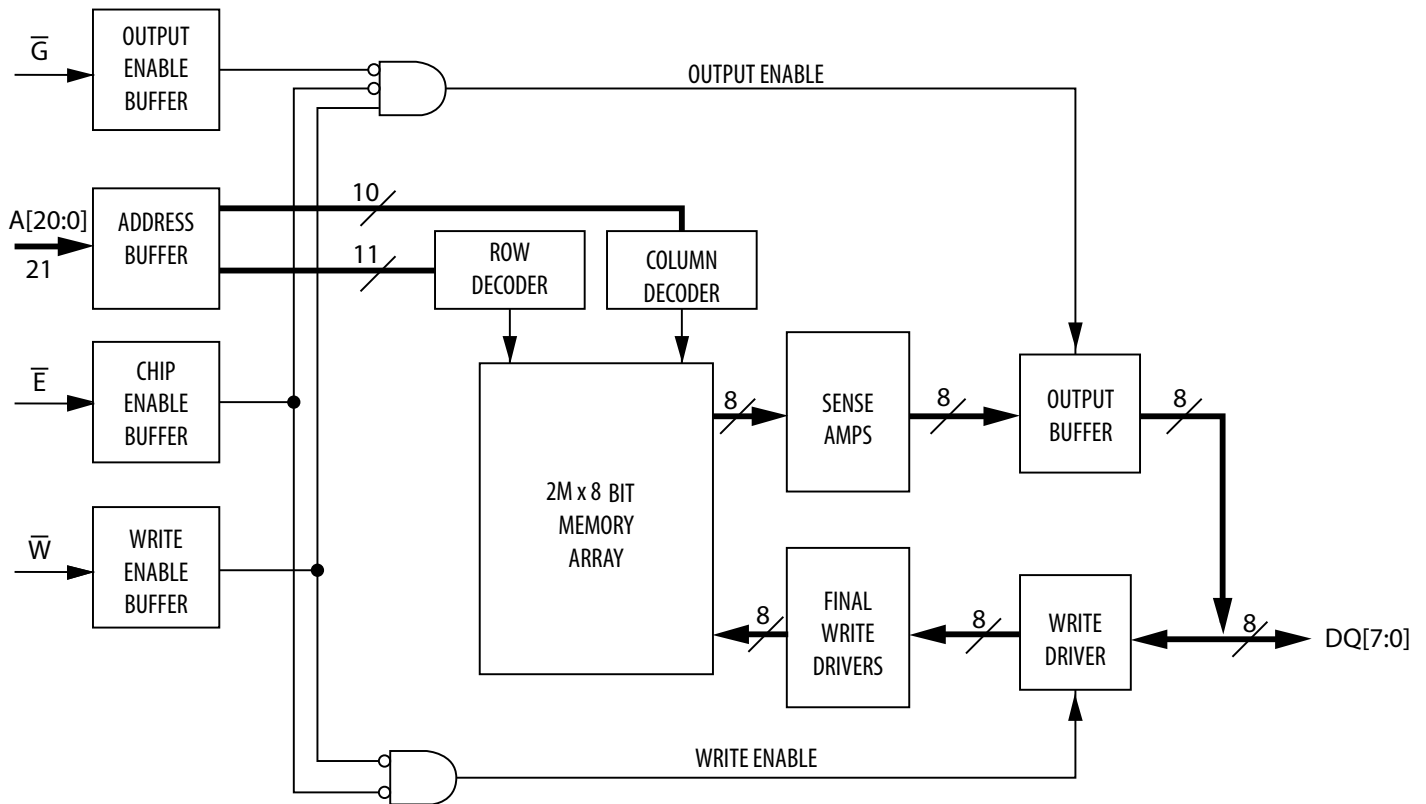 G̅
OUTPUT
ENABLE
BUFFER
OUTPUT ENABLE
A[20:0]
21
ADDRESS
BUFFER
10
11
ROW
DECODER
COLUMN
DECODER
E̅
CHIP
ENABLE
BUFFER
2M x 8 BIT
MEMORY
ARRAY
8
SENSE
AMPS
8
OUTPUT
BUFFER
8
W̅
WRITE
ENABLE
BUFFER
8
FINAL
WRITE
DRIVERS
8
WRITE
DRIVER
8
DQ[7:0]
WRITE ENABLE